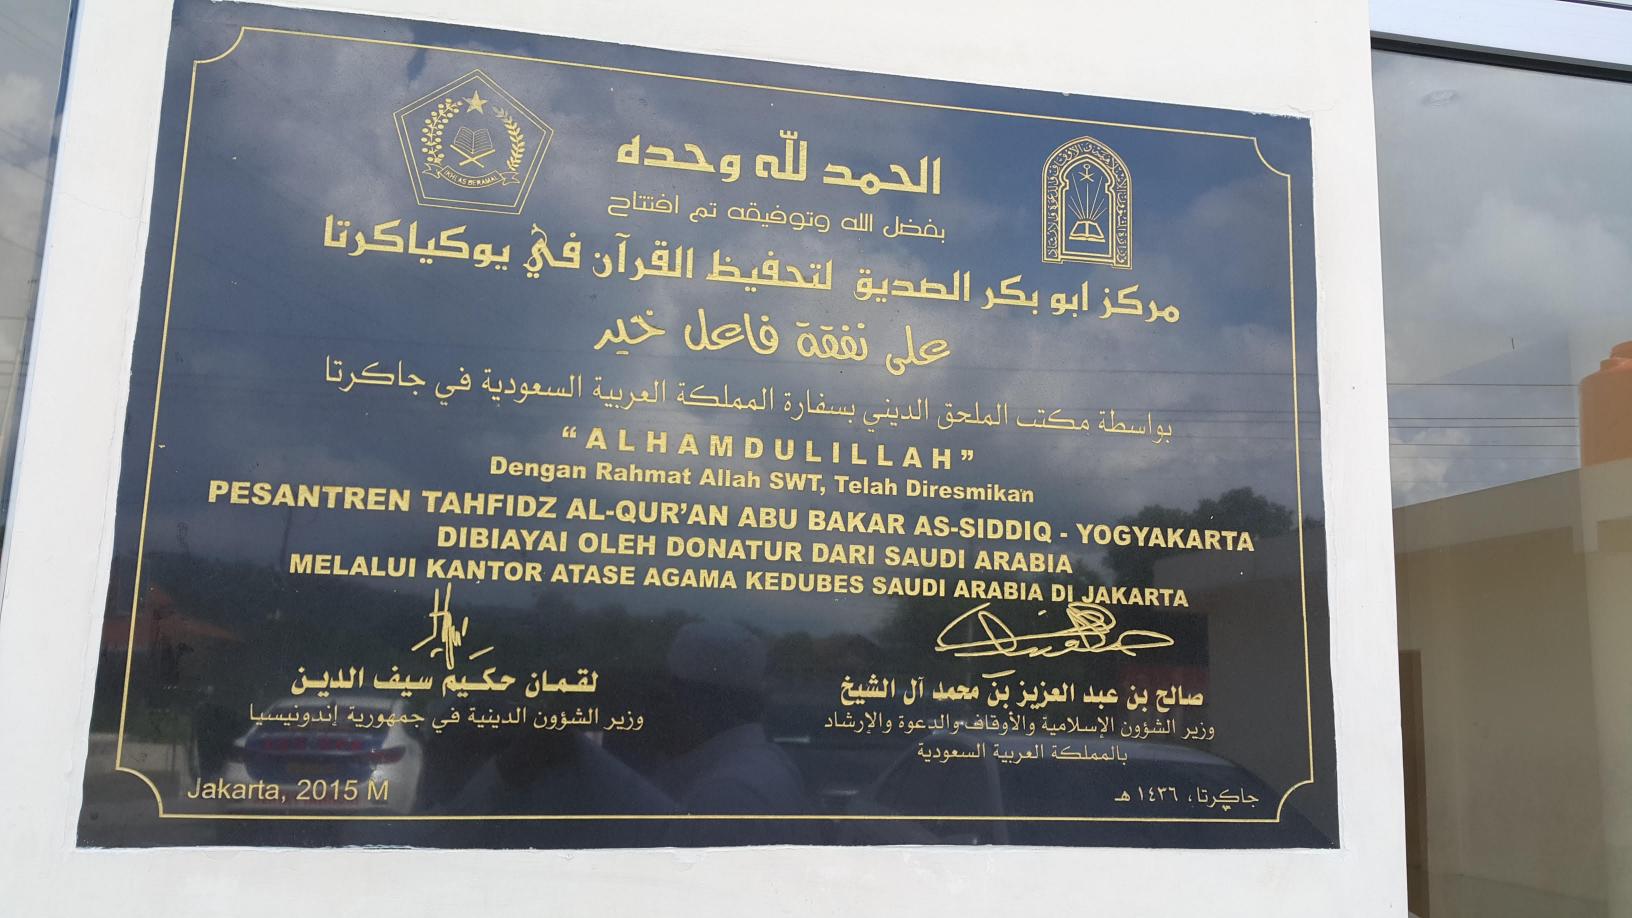 الحمد لله وحده
بفضل الله وتوفيقه تم افتتاح
مركز ابو بكر الصديق لتحفيظ القرآن في يوكياكرتا
على نفقة فاعل خير
بواسطة مكتب الملحق الديني بسفارة المملكة العربية السعودية في جاكرتا
“ALHAMDULILLAH”
Dengan Rahmat Allah SWT, Telah Diresmikan
PESANTREN TAHFIDZ AL-QUR’AN ABU BAKAR AS-SIDDIQ - YOGYAKARTA
DIBIAYAI OLEH DONATUR DARI SAUDI ARABIA
MELALUI KANTOR ATASE AGAMA KEDUBES SAUDI ARABIA DI JAKARTA
صالح بن عبد العزيز بن محمد آل الشيخ
وزير الشؤون الإسلامية والأوقاف والدعوة والإرشاد
بالمملكة العربية السعودية
جاكرتا، ١٤٣٦ هـ
لقمان حكيم سيف الدين
وزير الشؤون الدينية في جمهورية إندونيسيا
Jakarta, 2015 M
IKHLAS BERAMAL